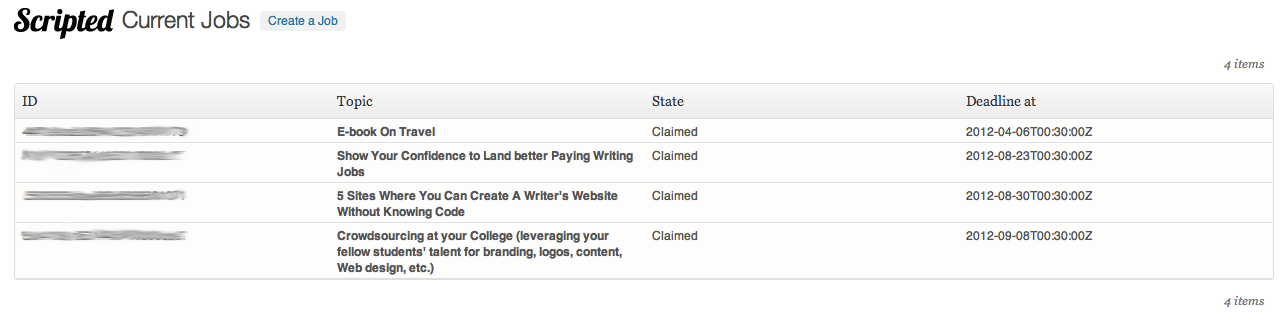 Scripted Current Jobs Create a Job
4 items
ID Topic State Deadline at
E-book On Travel Claimed 2012-04-06T00:30:00Z
Show Your Confidence to Land better Paying Writing Claimed 2012-08-23T00:30:00Z
Jobs
5 Sites Where You Can Create A Writer's Website Claimed 2012-08-30T00:30:00Z
Without Knowing Code
Crowdsourcing at your College (leveraging your Claimed 2012-09-08T00:30:00Z
fellow students' talent for branding, logos, content,
Web design, etc.)
4 items